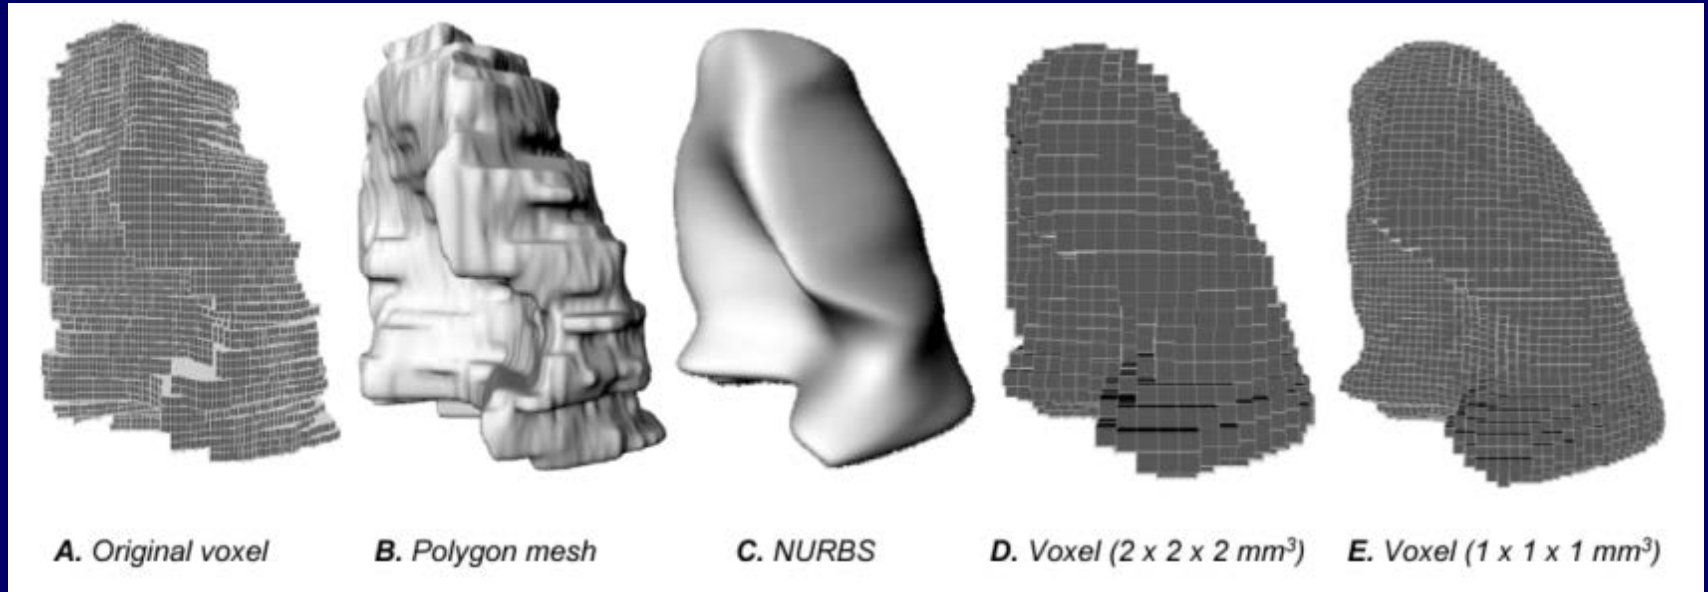 A. Original voxel
B. Polygon mesh
C. NURBS
D. Voxel (2 x 2 x 2 mm³)
E. Voxel (1 x 1 x 1 mm³)